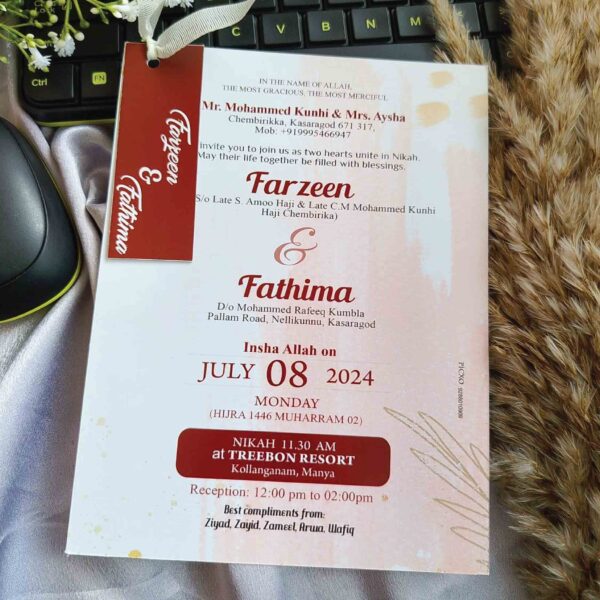 IN THE NAME OF ALLAH,
THE MOST GRACIOUS, THE MOST MERCIFUL
Mr. Mohammed Kunhi & Mrs. Aysha
Chembirikka, Kasaragod 671 317,
Mob: +919995466947
invite you to join us as two hearts unite in Nikah.
May their life together be filled with blessings.
Farzeen
S/o Late S. Amoo Haji & Late C.M Mohammed Kunhi
Haji Chembirika)
&
Fathima
D/o Mohammed Rafeeq Kumbla
Pallam Road, Nellikunnu, Kasaragod
Insha Allah on
JULY 08 2024
MONDAY
(HIJRA 1446 MUHARRAM 02)
NIKAH 11.30 AM
at TREEBON RESORT
Kollanganam, Manya
Reception: 12:00 pm to 02:00pm
Best compliments from:
Ziyad, Zayid, Zameel, Arwa, Wafiq
Farzeen
&
Fathima
Ctrl
FN
C
V
B
N
M